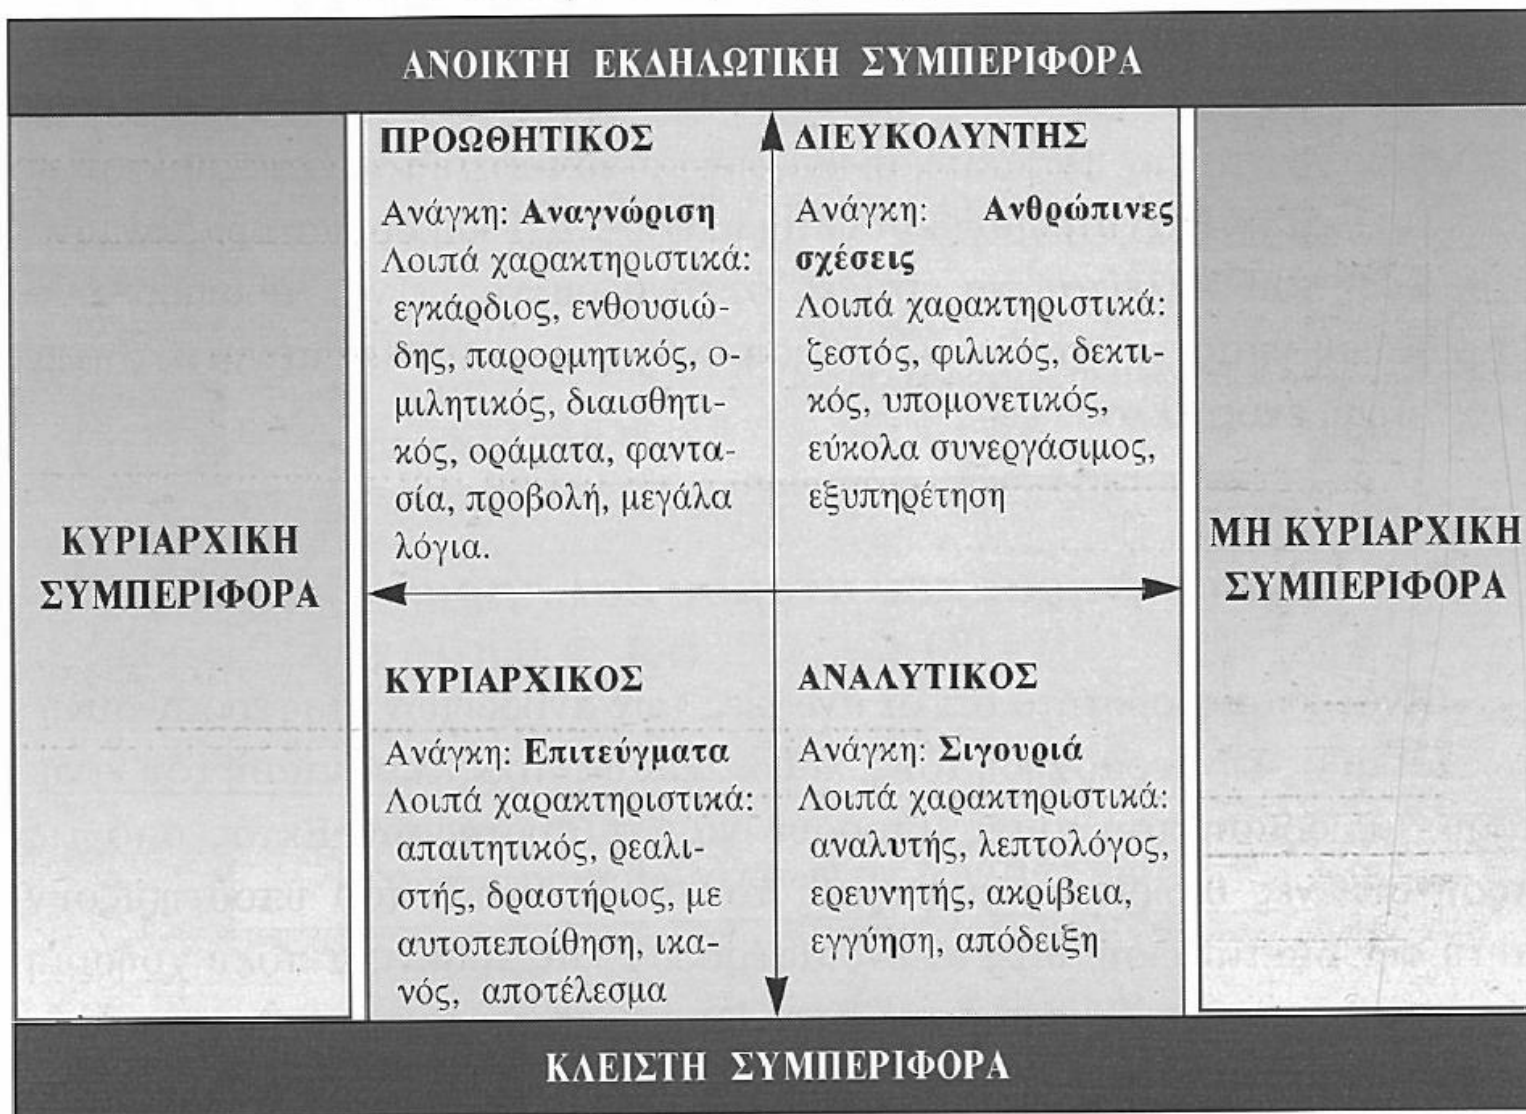 ΑΝΟΙΚΤΗ ΕΚΔΗΛΩΤΙΚΗ ΣΥΜΠΕΡΙΦΟΡΑ
ΠΡΟΩΘΗΤΙΚΟΣ
Ανάγκη: Αναγνώριση
Λοιπά χαρακτηριστικά:
εγκάρδιος, ενθουσιώ-
δης, παρορμητικός, ο-
μιλητικός, διαισθητι-
κός, οράματα, φαντα-
σία, προβολή, μεγάλα
λόγια.
ΔΙΕΥΚΟΛΥΝΤΗΣ
Ανάγκη: Ανθρώπινες
σχέσεις
Λοιπά χαρακτηριστικά:
ζεστός, φιλικός, δεκτι-
κός, υπομονετικός,
εύκολα συνεργάσιμος,
εξυπηρέτηση
ΚΥΡΙΑΡΧΙΚΗ
ΣΥΜΠΕΡΙΦΟΡΑ
ΜΗ ΚΥΡΙΑΡΧΙΚΗ
ΣΥΜΠΕΡΙΦΟΡΑ
ΚΥΡΙΑΡΧΙΚΟΣ
Ανάγκη: Επιτεύγματα
Λοιπά χαρακτηριστικά:
απαιτητικός, ρεαλι-
στής, δραστήριος, με
αυτοπεποίθηση, ικα-
νός, αποτέλεσμα
ΑΝΑΛΥΤΙΚΟΣ
Ανάγκη: Σιγουριά
Λοιπά χαρακτηριστικά:
αναλυτής, λεπτολόγος,
ερευνητής, ακρίβεια,
εγγύηση, απόδειξη
ΚΛΕΙΣΤΗ ΣΥΜΠΕΡΙΦΟΡΑ